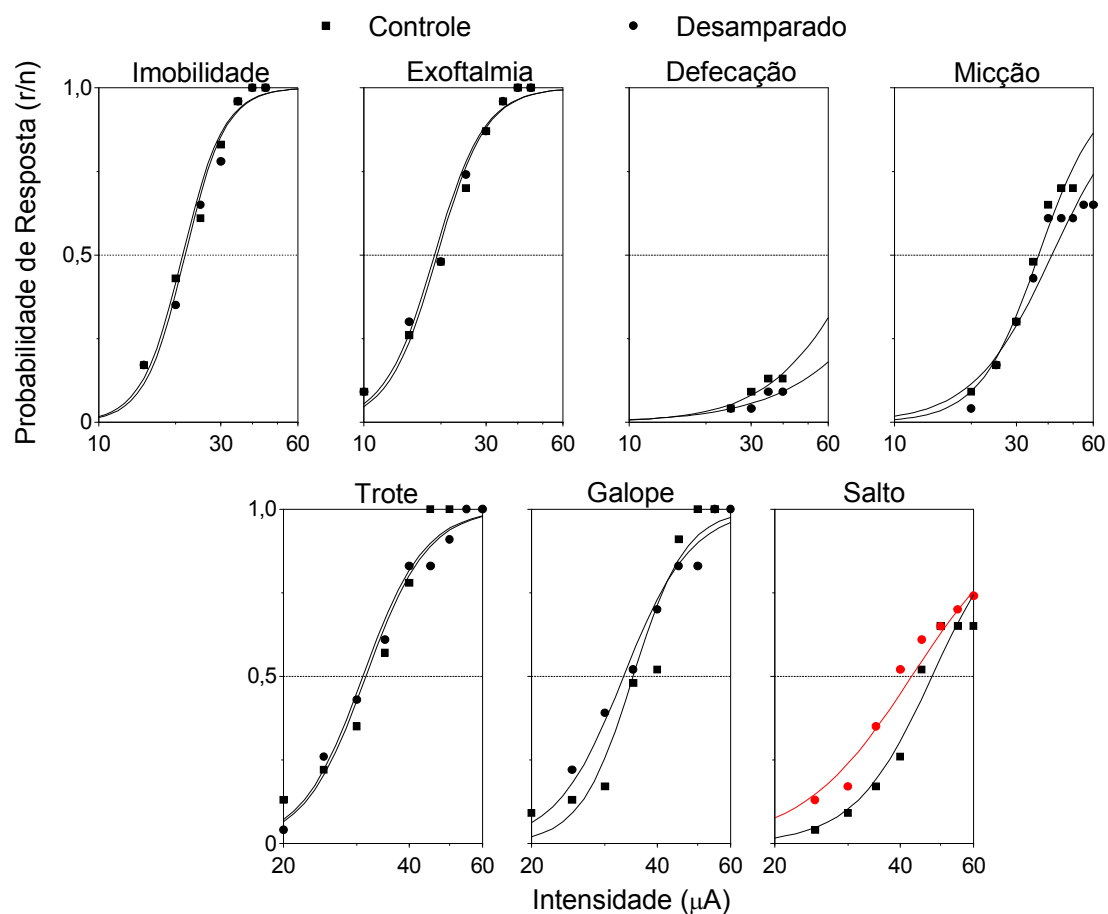 Controle Desamparado
Imobilidade Exoftalmia Defecação Micção
Probabilidade de Resposta (r/n)
1,0
0,5
0
10 30 60 10 30 60 10 30 60 10 30 60
Trote Galope Salto
1,0
0,5
0
20 40 60 20 40 60 20 40 60
Intensidade (μA)